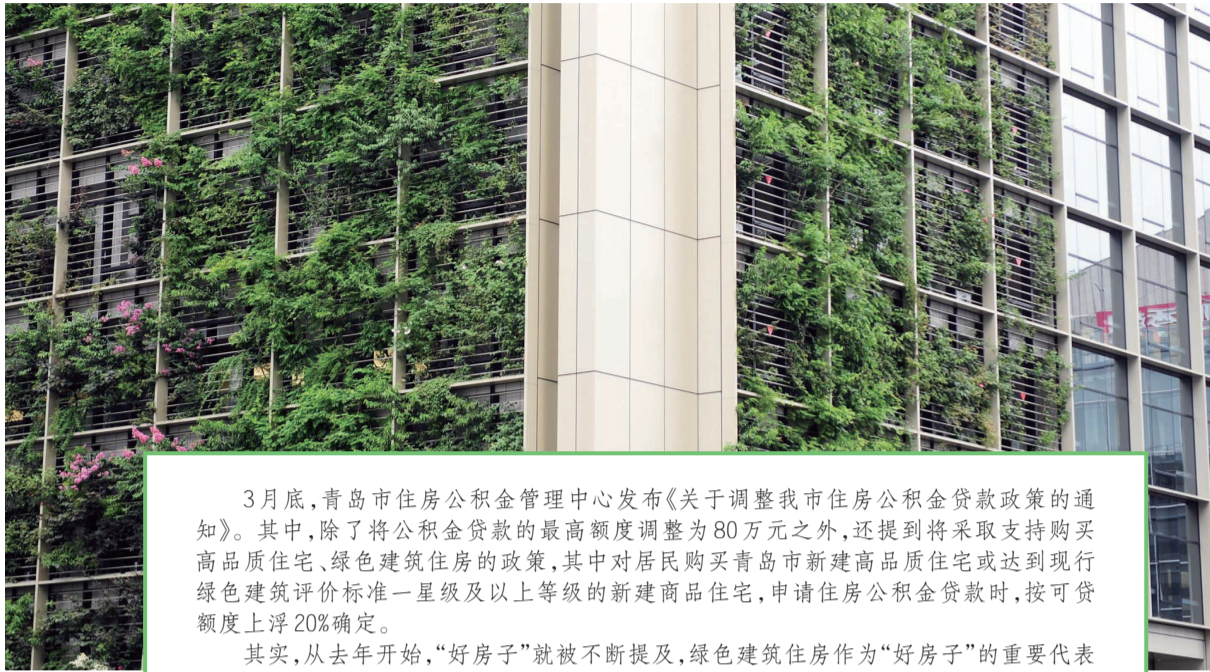 3月底,青岛市住房公积金管理中心发布《关于调整我市住房公积金贷款政策的通
知》。其中,除了将公积金贷款的最高额度调整为80万元之外,还提到将采取支持购买
高品质住宅、绿色建筑住房的政策,其中对居民购买青岛市新建高品质住宅或达到现行
绿色建筑评价标准一星级及以上等级的新建商品住宅,申请住房公积金贷款时,按可贷
额度上浮20%确定。
其实,从去年开始,“好房子”就被不断提及,绿色建筑住房作为“好房子”的重要代表